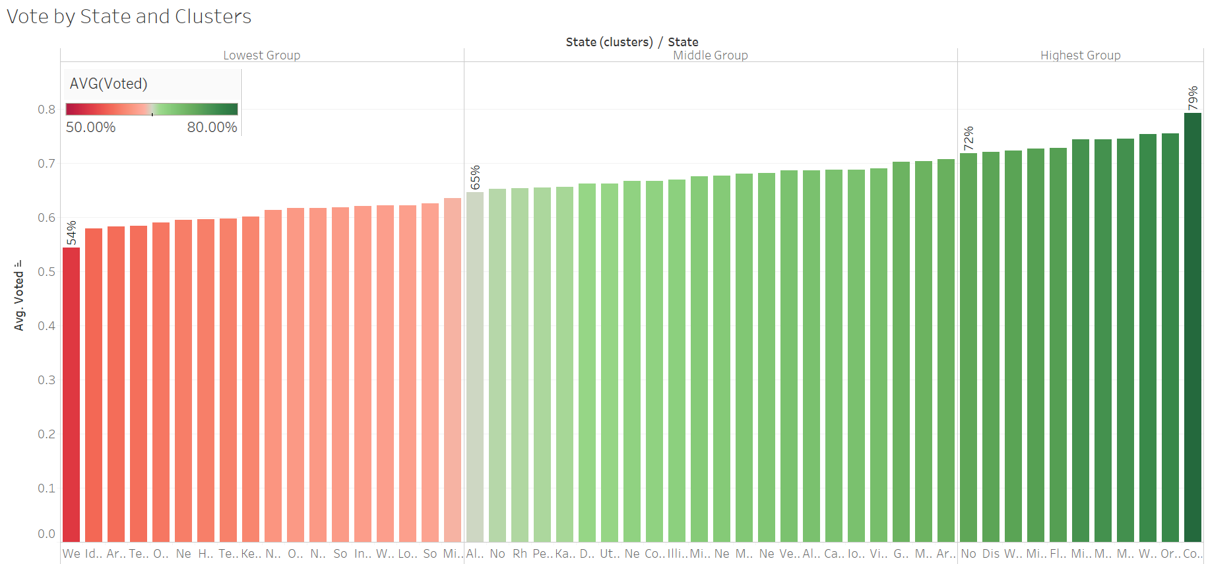 Vote by State and Clusters
State (clusters) / State
Lowest Group Middle Group Highest Group
AVG(Voted)
50.00% 80.00%
Avg. Voted
0.8
0.7
0.6
0.5
0.4
0.3
0.2
0.1
0.0
54%
65%
72%
79%
We Id.. Ar.. Te.. O.. Ne H.. Te.. Ke.. N.. O.. N.. So In.. W.. Lo.. So Mi.. Al.. No Rh Pe.. Ka.. D.. Ut.. Ne Co.. Illi.. Mi.. Ne M.. Ne Ve.. Al.. Ca.. Io.. Vi.. G.. M.. Ar.. No Dis W.. Mi.. Fl.. Mi.. M.. M.. W.. Or.. Co..